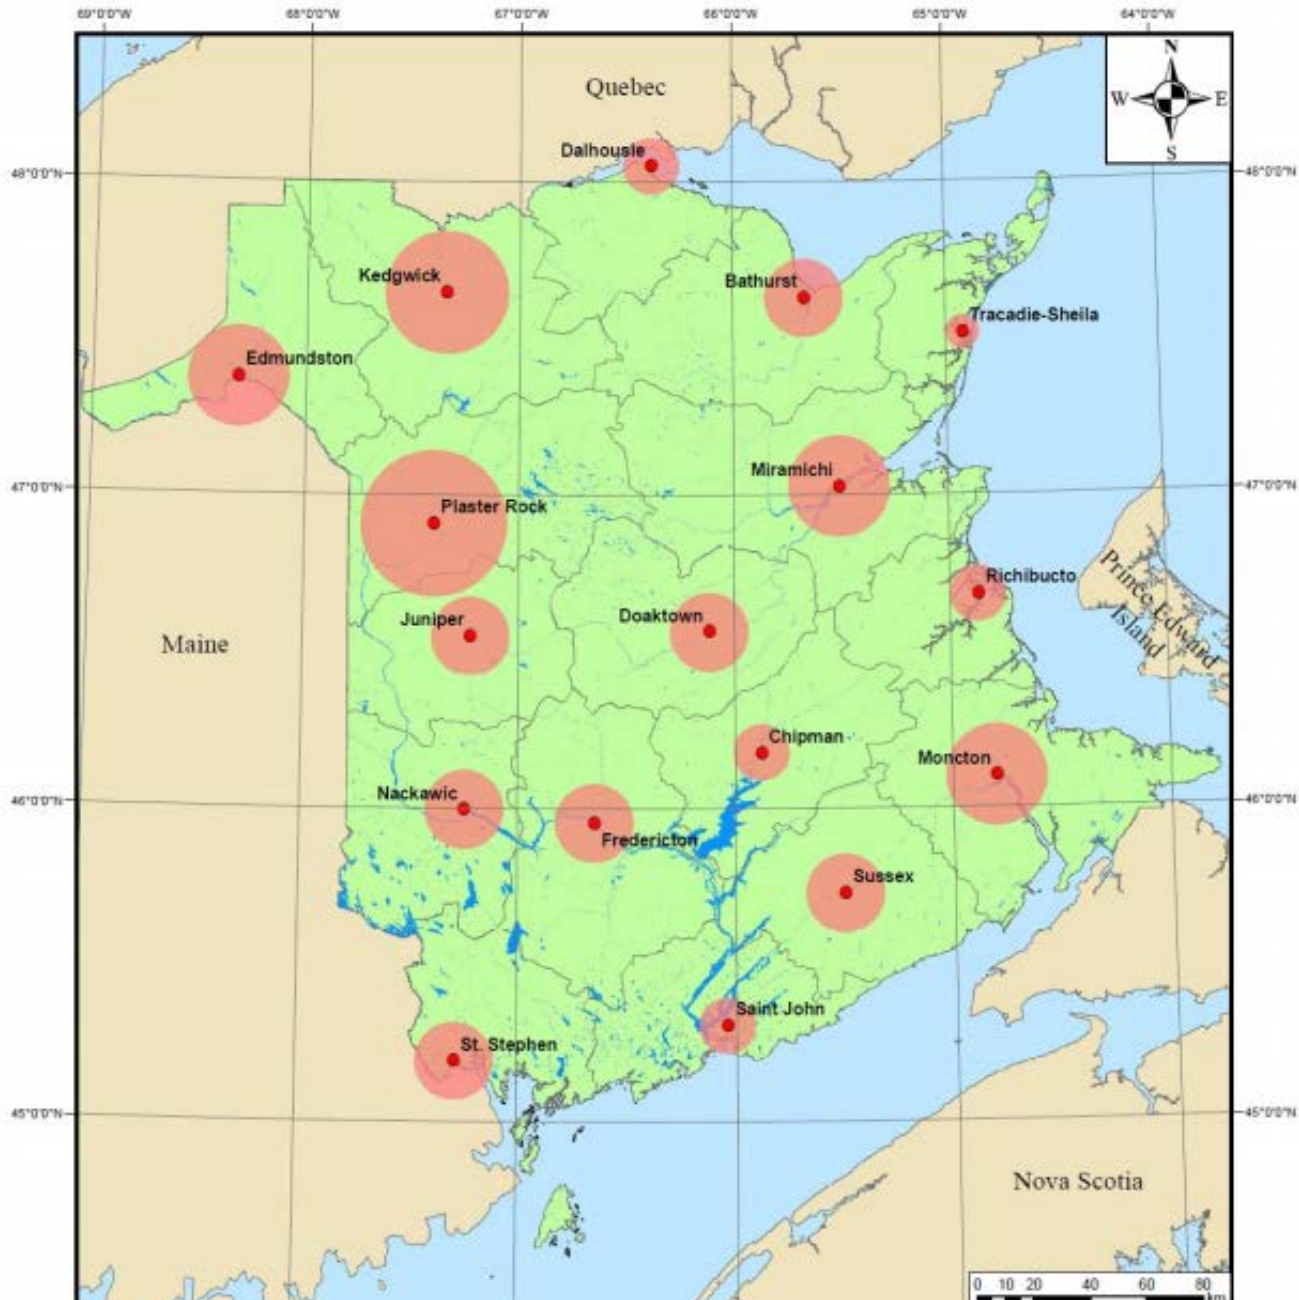 69°0'0"W 68°0'0"W 67°0'0"W 66°0'0"W 65°0'0"W 64°0'0"W
N
W E
S
Quebec
Dalhousie
48°0'0"N 48°0'0"N
Kedgwick
Bathurst
Tracadie-Sheila
Edmundston
Miramichi
47°0'0"N 47°0'0"N
Plaster Rock
Prince Edward
Island
Richibucto
Juniper
Doaktown
Maine
Chipman
Moncton
Nackawic
46°0'0"N 46°0'0"N
Fredericton
Sussex
Saint John
St. Stephen
45°0'0"N 45°0'0"N
Nova Scotia
0 10 20 40 60 80
km